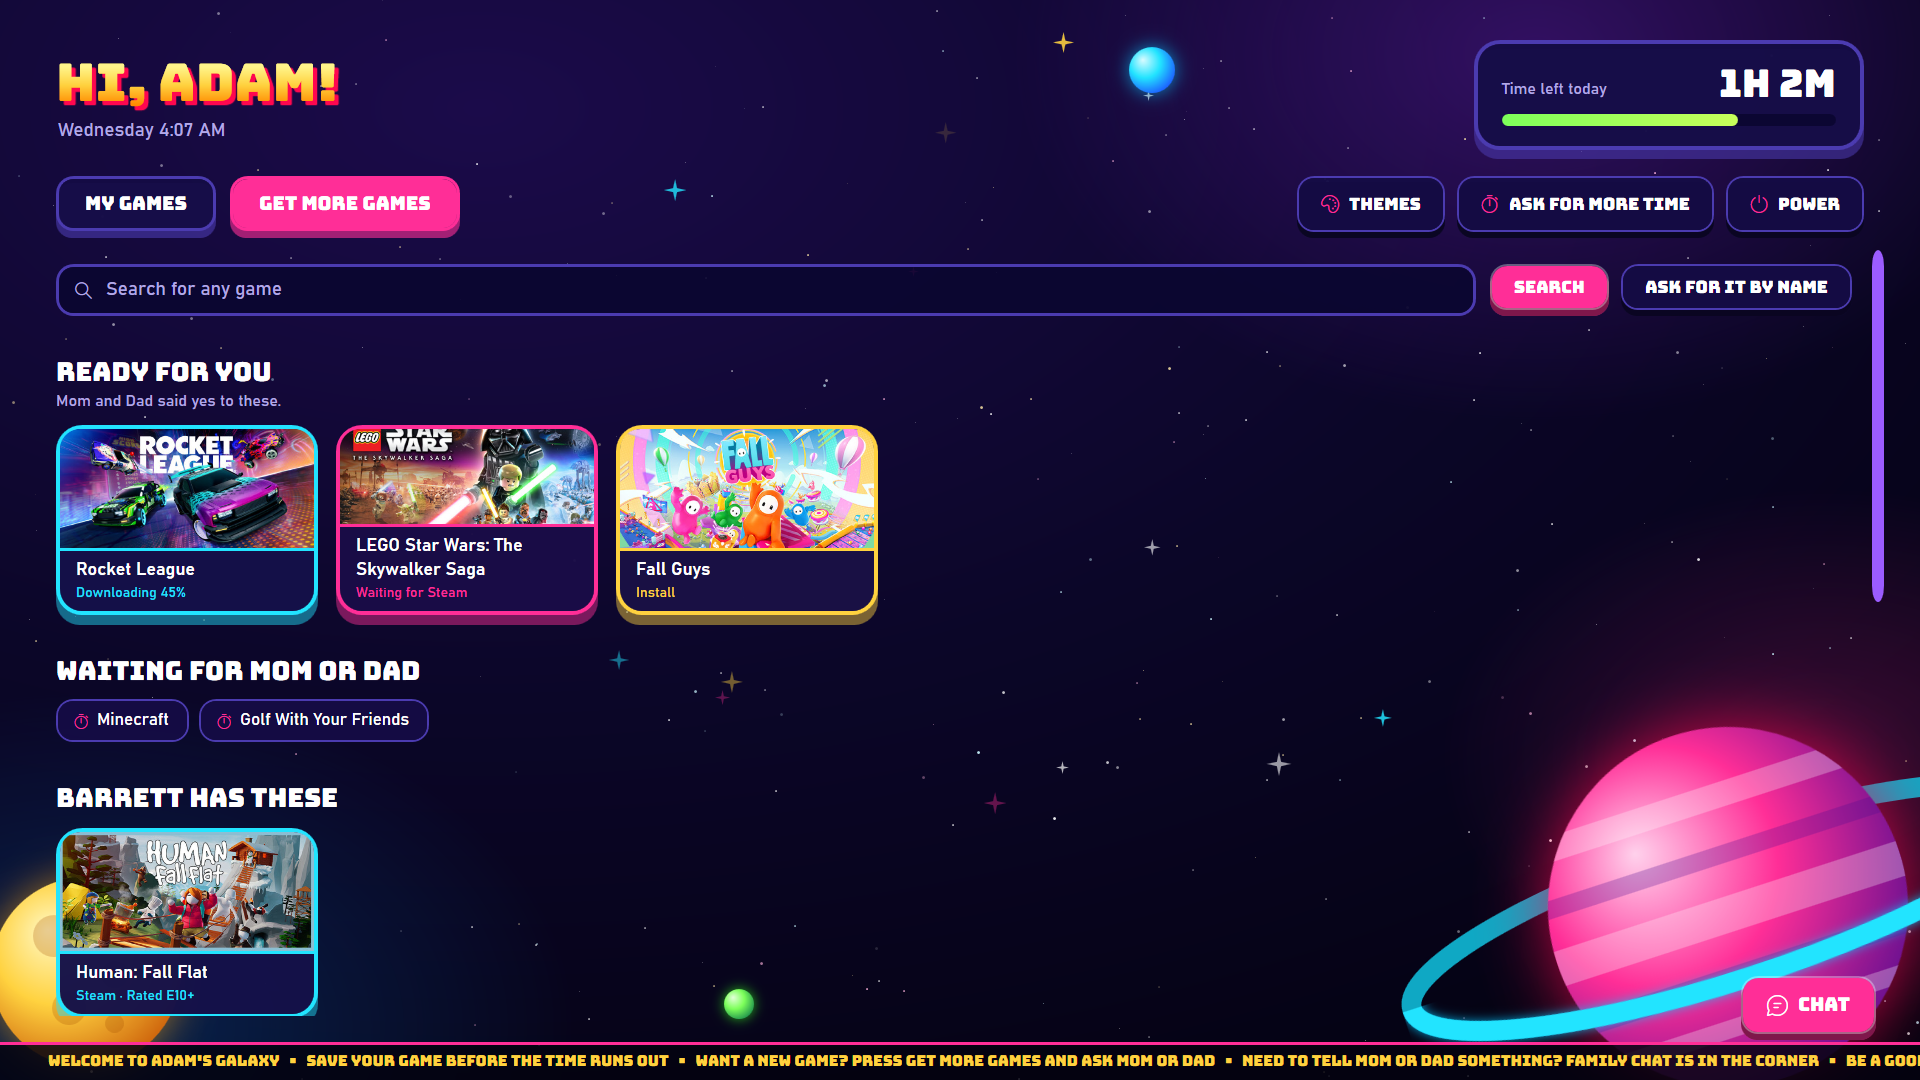 HI, ADAM!
Wednesday 4:07 AM
Time left today
1H 2M
MY GAMES
GET MORE GAMES
THEMES
ASK FOR MORE TIME
POWER
Search for any game
SEARCH
ASK FOR IT BY NAME
READY FOR YOU
Mom and Dad said yes to these.
ROCKET
LEAGUE
Rocket League
Downloading 45%
LEGO
STAR
WARS
THE SKYWALKER SAGA
LEGO Star Wars: The
Skywalker Saga
Waiting for Steam
FALL
GUYS
Fall Guys
Install
WAITING FOR MOM OR DAD
Minecraft
Golf With Your Friends
BARRETT HAS THESE
HUMAN
fall flat
Human: Fall Flat
Steam · Rated E10+
CHAT
WELCOME TO ADAM'S GALAXY ▪ SAVE YOUR GAME BEFORE THE TIME RUNS OUT ▪ WANT A NEW GAME? PRESS GET MORE GAMES AND ASK MOM OR DAD ▪ NEED TO TELL MOM OR DAD SOMETHING? FAMILY CHAT IS IN THE CORNER ▪ BE A